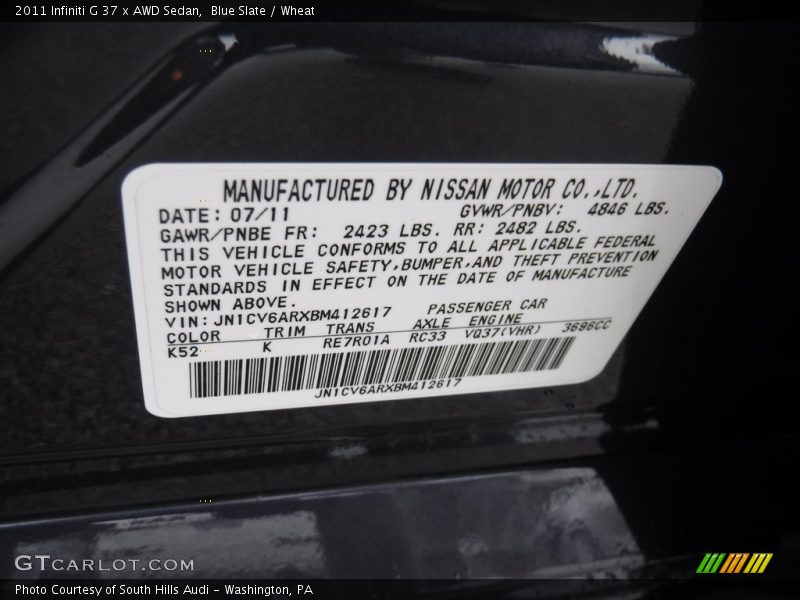 2011 Infiniti G 37 x AWD Sedan,  Blue Slate / Wheat
MANUFACTURED BY NISSAN MOTOR CO.,LTD.
DATE: 07/11 GVWR/PNBV: 4846 LBS.
GAWR/PNBE FR: 2423 LBS. RR: 2482 LBS.
THIS VEHICLE CONFORMS TO ALL APPLICABLE FEDERAL
MOTOR VEHICLE SAFETY,BUMPER,AND THEFT PREVENTION
STANDARDS IN EFFECT ON THE DATE OF MANUFACTURE
SHOWN ABOVE.
VIN: JN1CV6ARXBM412617 PASSENGER CAR
COLOR TRIM TRANS AXLE ENGINE
K52 K RE7R01A RC33 VQ37(VHR) 3696CC
JN1CV6ARXBM412617
GTCARLOT.COM
Photo Courtesy of South Hills Audi - Washington, PA